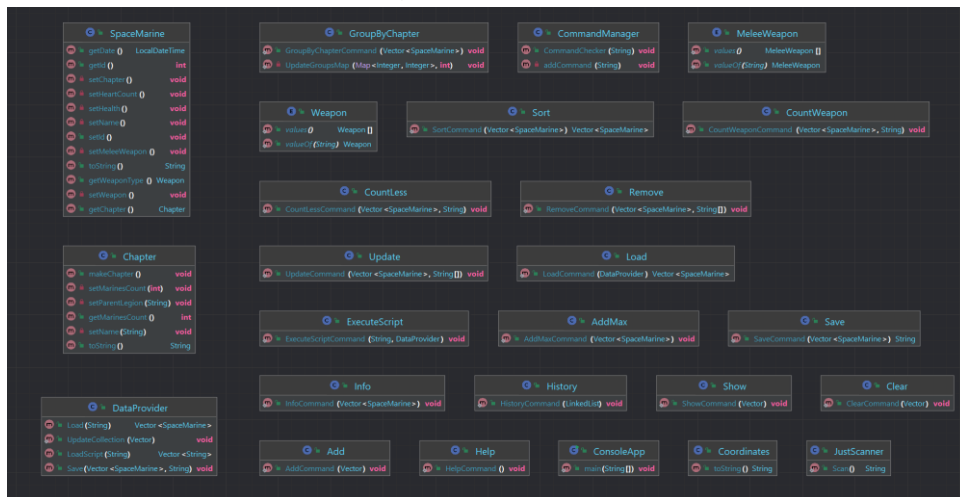 SpaceMarine
getDate () LocalDateTime
getId () int
setChapter() void
setHeartCount () void
setHealth() void
setName() void
setId () void
setMeleeWeapon () void
toString() String
getWeaponType () Weapon
setWeapon () void
getChapter () Chapter
GroupByChapter
GroupByChapterCommand (Vector<SpaceMarine>) void
UpdateGroupsMap (Map<Integer, Integer>, int) void
CommandManager
CommandChecker (String) void
addCommand (String) void
MeleeWeapon
values() MeleeWeapon []
valueOf(String) MeleeWeapon
Weapon
values() Weapon []
valueOf(String) Weapon
Sort
SortCommand (Vector<SpaceMarine>) Vector<SpaceMarine>
CountWeapon
CountWeaponCommand (Vector<SpaceMarine>, String) void
CountLess
CountLessCommand (Vector<SpaceMarine>, String) void
Remove
RemoveCommand (Vector<SpaceMarine>, String[]) void
Chapter
makeChapter () void
setMarinesCount (int) void
setParentLegion (String) void
getMarinesCount () int
setName(String) void
toString() String
Update
UpdateCommand (Vector<SpaceMarine>, String[]) void
Load
LoadCommand (DataProvider) Vector<SpaceMarine>
ExecuteScript
ExecuteScriptCommand (String, DataProvider) void
AddMax
AddMaxCommand (Vector<SpaceMarine>) void
Save
SaveCommand (Vector<SpaceMarine>) String
Info
InfoCommand (Vector<SpaceMarine>) void
History
HistoryCommand (LinkedList) void
Show
ShowCommand (Vector) void
Clear
ClearCommand(Vector) void
DataProvider
Load (String) Vector<SpaceMarine>
UpdateCollection (Vector) void
LoadScript (String) Vector<String>
Save(Vector<SpaceMarine>, String) void
Add
AddCommand (Vector) void
Help
HelpCommand () void
ConsoleApp
main(String[]) void
Coordinates
toString() String
JustScanner
Scan() String